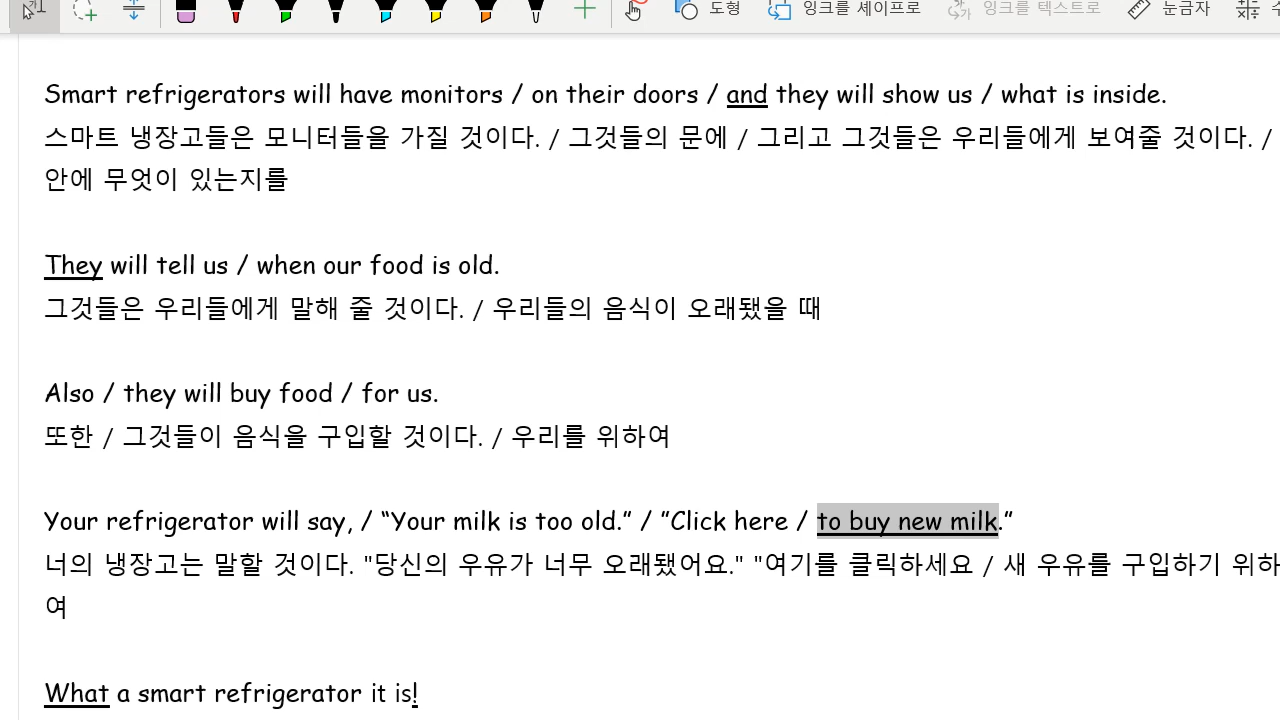 도형 잉크를 셰이프로 잉크를 텍스트로 눈금자
Smart refrigerators will have monitors / on their doors / and they will show us / what is inside.
스마트 냉장고들은 모니터들을 가질 것이다. / 그것들의 문에 / 그리고 그것들은 우리들에게 보여줄 것이다. /
안에 무엇이 있는지를
They will tell us / when our food is old.
그것들은 우리들에게 말해 줄 것이다. / 우리들의 음식이 오래됐을 때
Also / they will buy food / for us.
또한 / 그것들이 음식을 구입할 것이다. / 우리를 위하여
Your refrigerator will say, / “Your milk is too old.” / ”Click here / to buy new milk.”
너의 냉장고는 말할 것이다. "당신의 우유가 너무 오래됐어요." "여기를 클릭하세요 / 새 우유를 구입하기 위하
여
What a smart refrigerator it is!